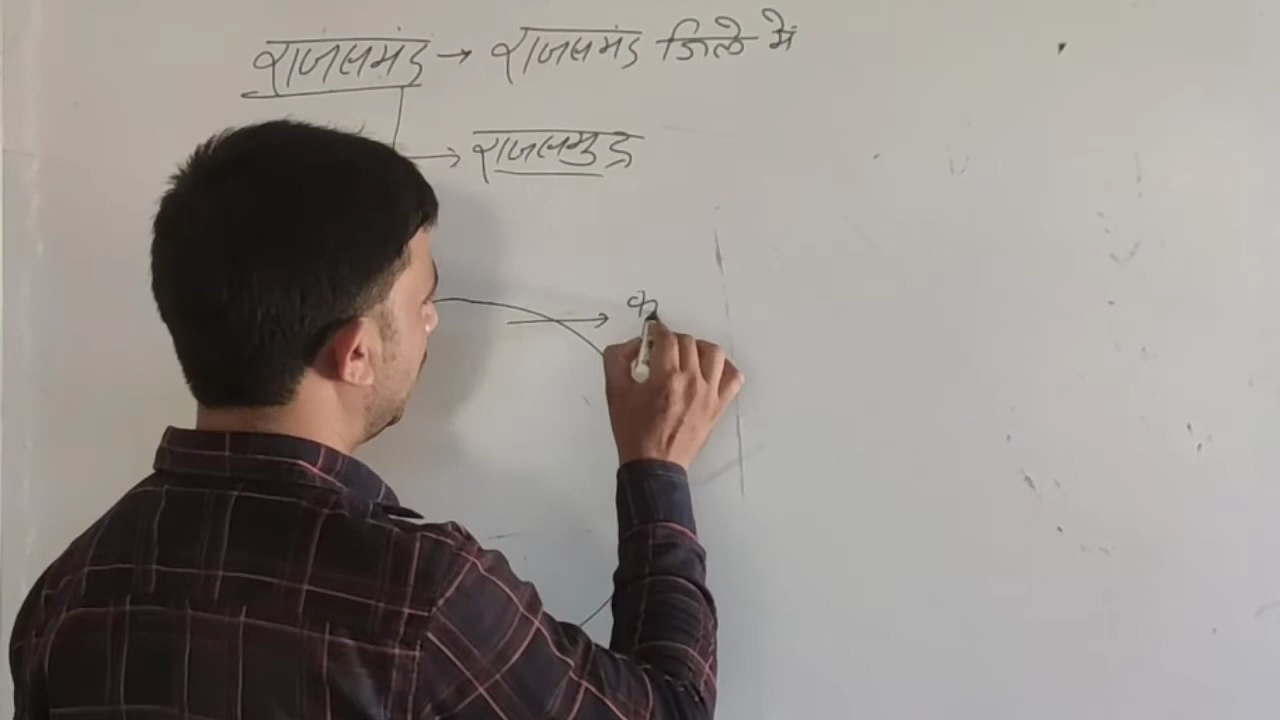 राजसमंद → राजसमंद जिले में
→ राजसमुद्र
→ क